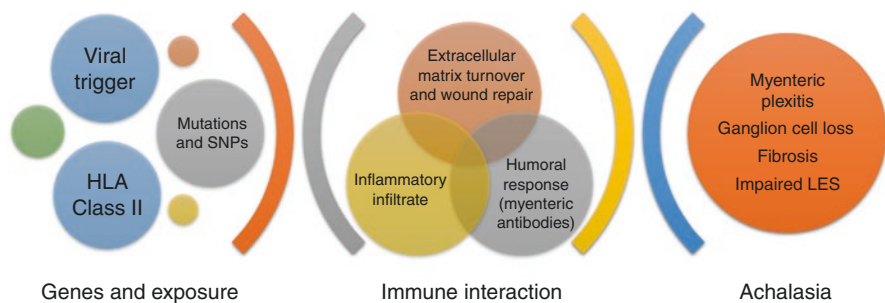 Viral
trigger
Mutations
and SNPs
HLA
Class II
Extracellular
matrix turnover
and wound repair
Inflammatory
infiltrate
Humoral
response
(myenteric
antibodies)
Myenteric
plexitis
Ganglion cell loss
Fibrosis
Impaired LES
Genes and exposure
Immune interaction
Achalasia